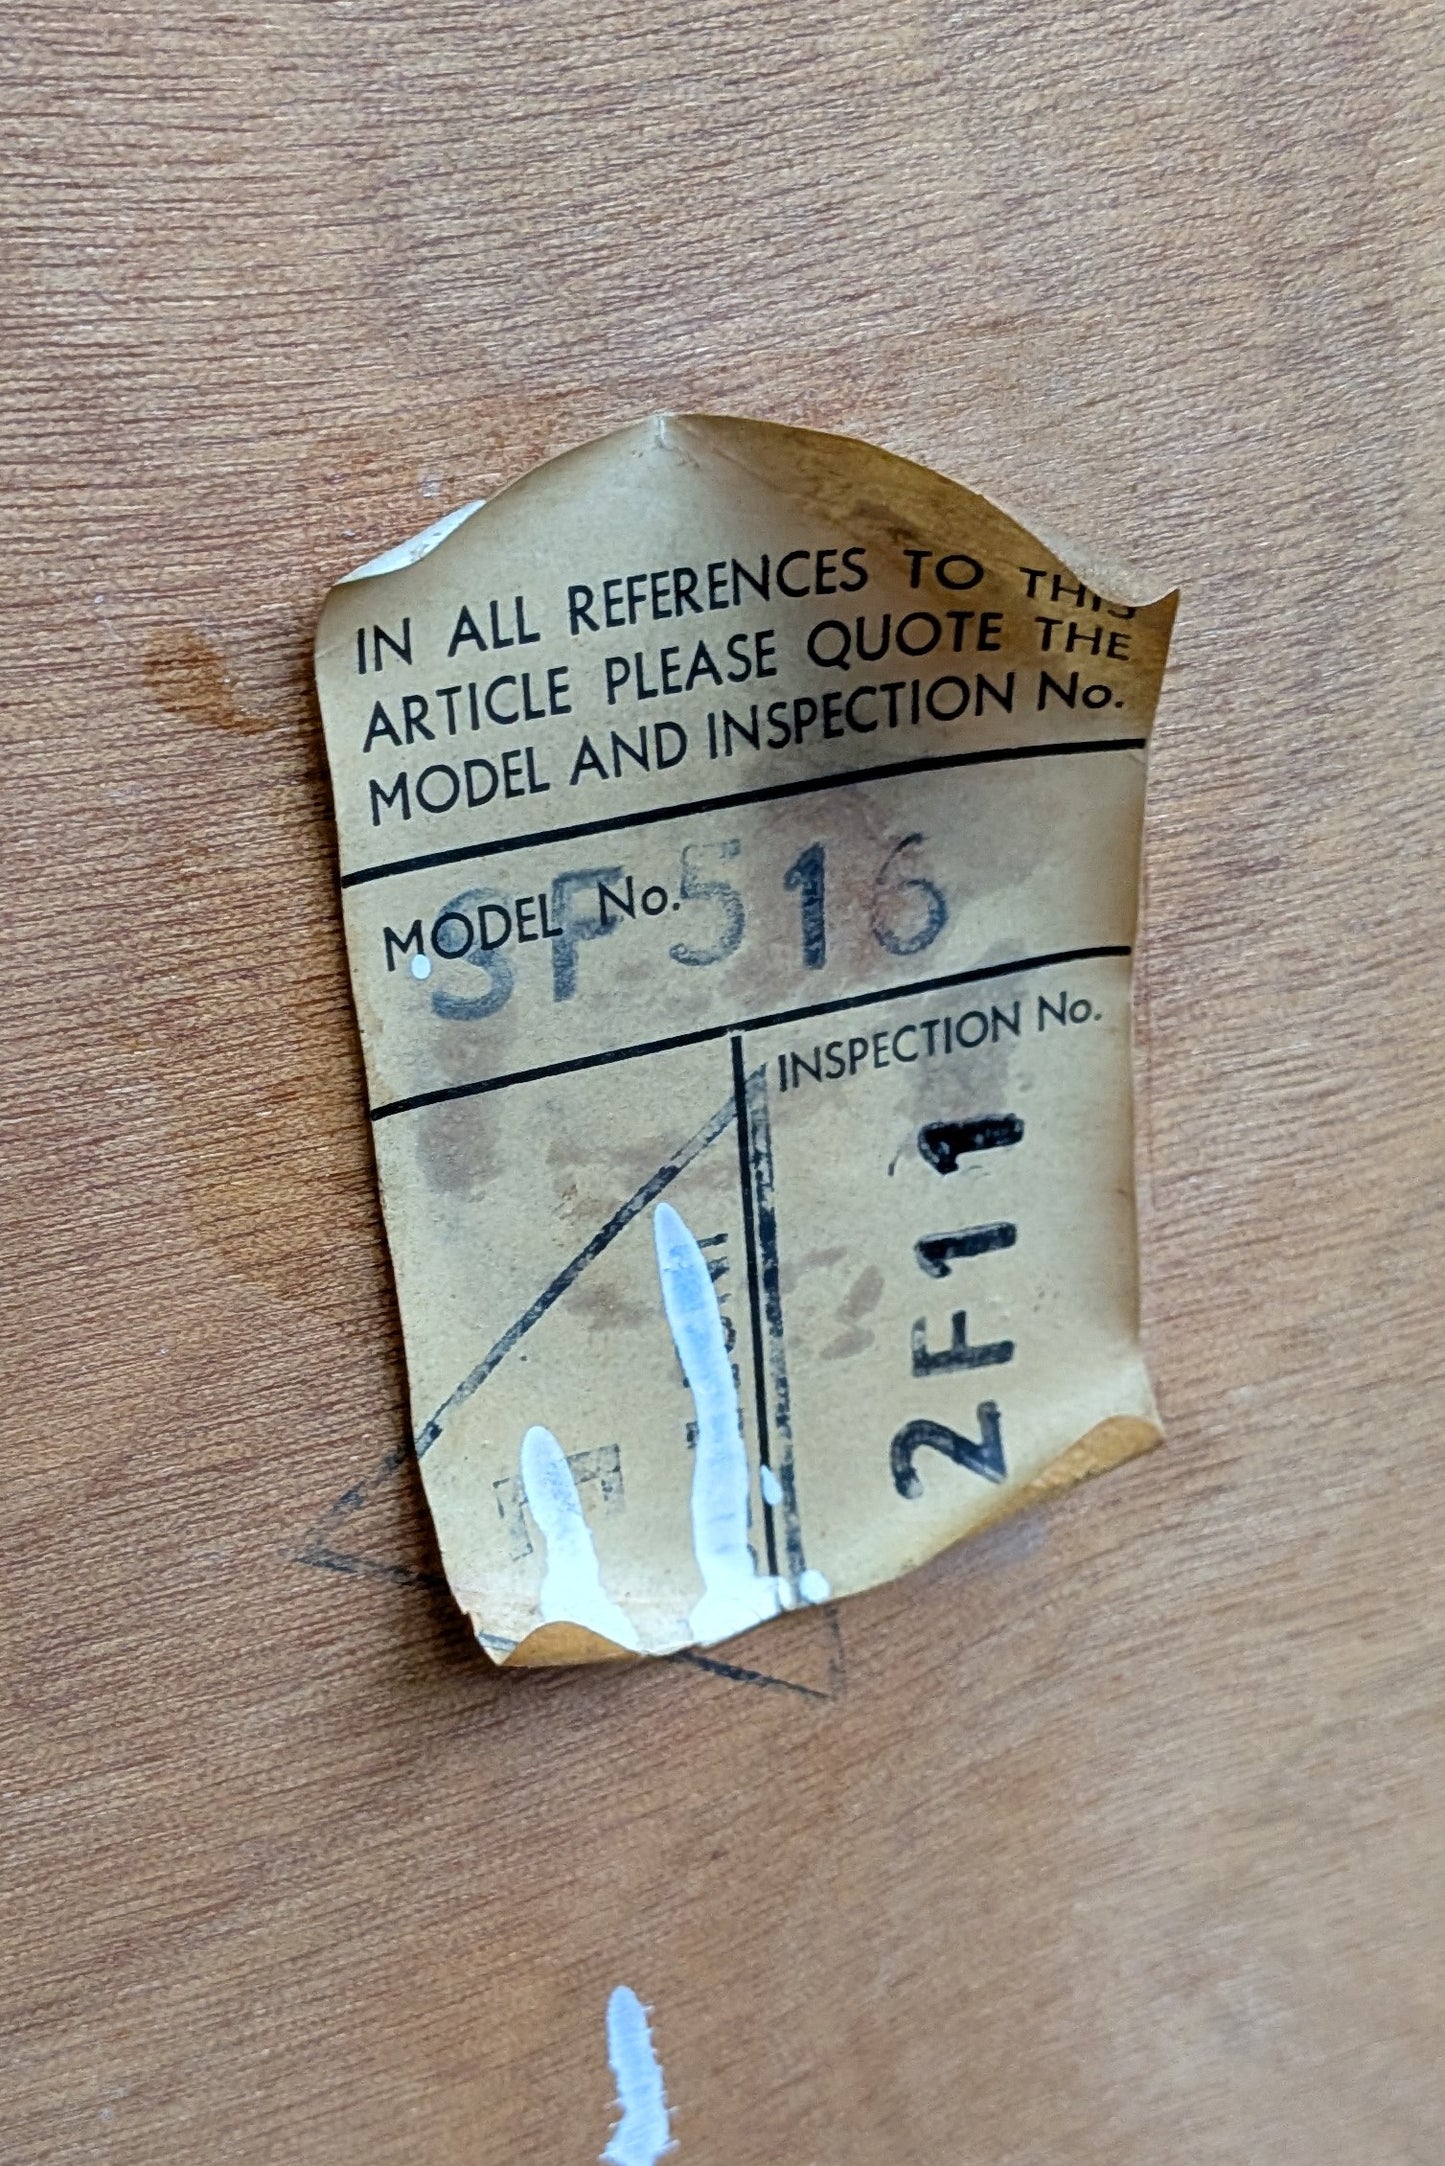 IN ALL REFERENCES TO THIS
ARTICLE PLEASE QUOTE THE
MODEL AND INSPECTION No.
MODEL No. SF516
INSPECTION No.
2F11